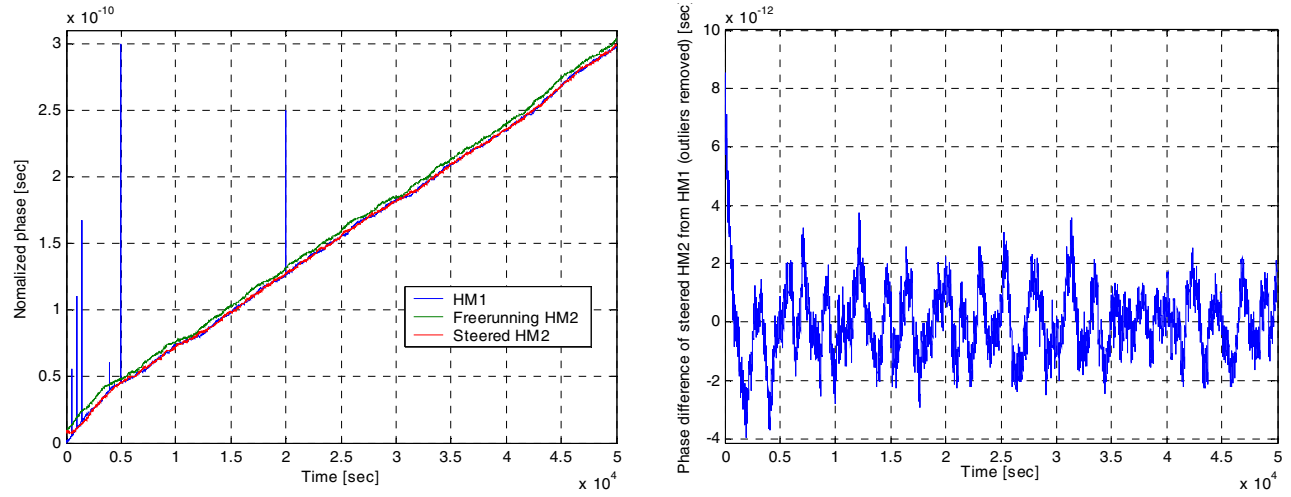 x 10-10
3
2.5
2
1.5
1
0.5
0
Normalized phase [sec]
HM1
Freerunning HM2
Steered HM2
0 0.5 1 1.5 2 2.5 3 3.5 4 4.5 5
Time [sec]
x 10^4
x 10-12
10
8
6
4
2
0
-2
-4
Phase difference of steered HM2 from HM1 (outliers removed) [sec]
0 0.5 1 1.5 2 2.5 3 3.5 4 4.5 5
Time [sec]
x 10^4